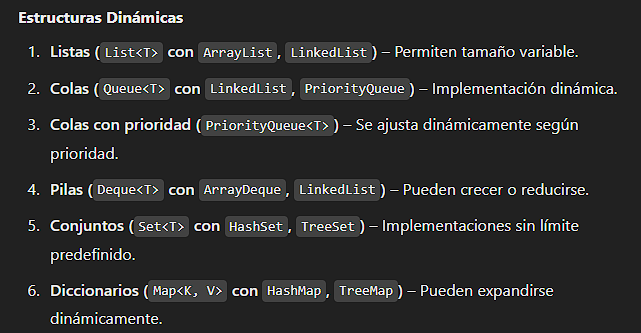 Estructuras Dinámicas
1. Listas (List<T> con ArrayList, LinkedList) – Permiten tamaño variable.
2. Colas (Queue<T> con LinkedList, PriorityQueue) – Implementación dinámica.
3. Colas con prioridad (PriorityQueue<T>) – Se ajusta dinámicamente según
prioridad.
4. Pilas (Deque<T> con ArrayDeque, LinkedList) – Pueden crecer o reducirse.
5. Conjuntos (Set<T> con HashSet, TreeSet) – Implementaciones sin límite
predefinido.
6. Diccionarios (Map<K, V> con HashMap, TreeMap) – Pueden expandirse
dinámicamente.